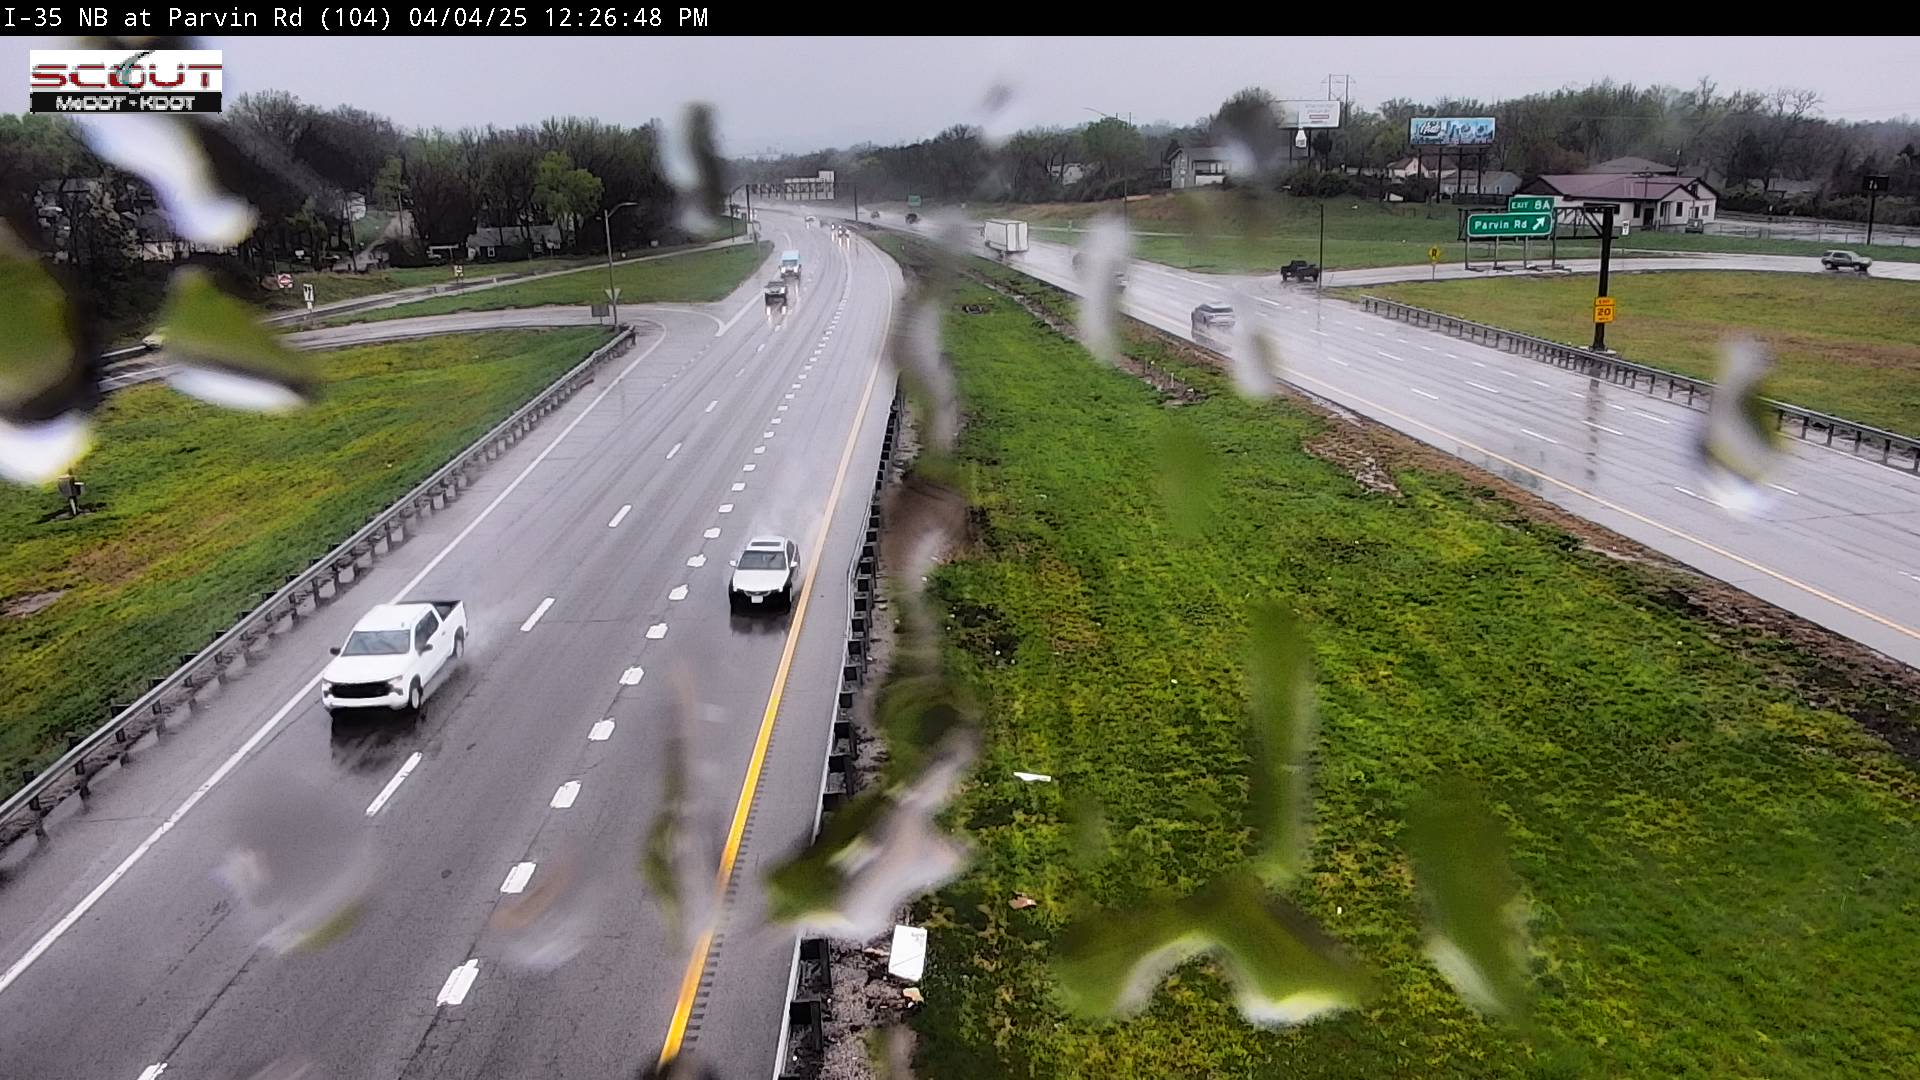 I-35 NB at Parvin Rd (104) 04/04/25 12:26:48 PM
SCOUT
MoDOT - KDOT
EXIT 8A
Parvin Rd
EXIT
20